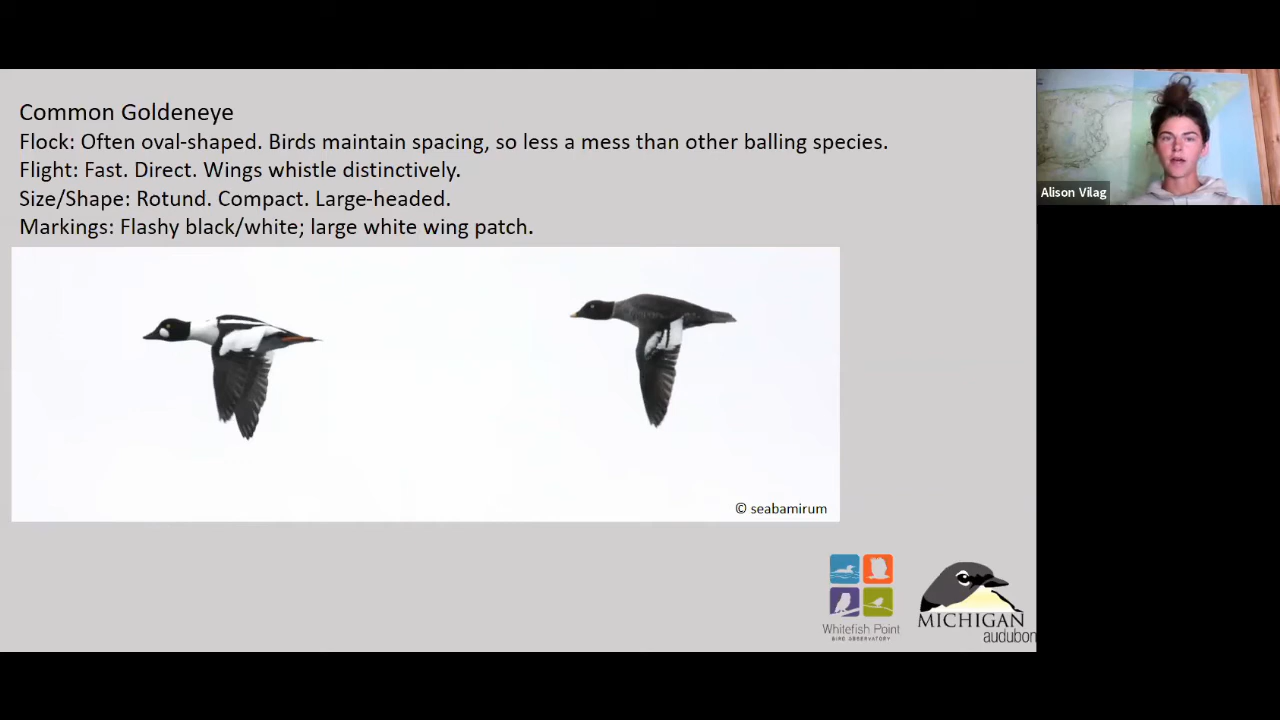 Common Goldeneye
Flock: Often oval-shaped. Birds maintain spacing, so less a mess than other balling species.
Flight: Fast. Direct. Wings whistle distinctively.
Size/Shape: Rotund. Compact. Large-headed.
Markings: Flashy black/white; large white wing patch.
Alison Vilag
© seabamirum
Whitefish Point
BIRD OBSERVATORY
MICHIGAN
audubon